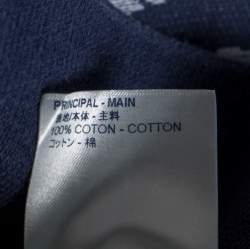 PRINCIPAL - MAIN
表地/本体 - 主料
100% COTON - COTTON
コットン - 棉